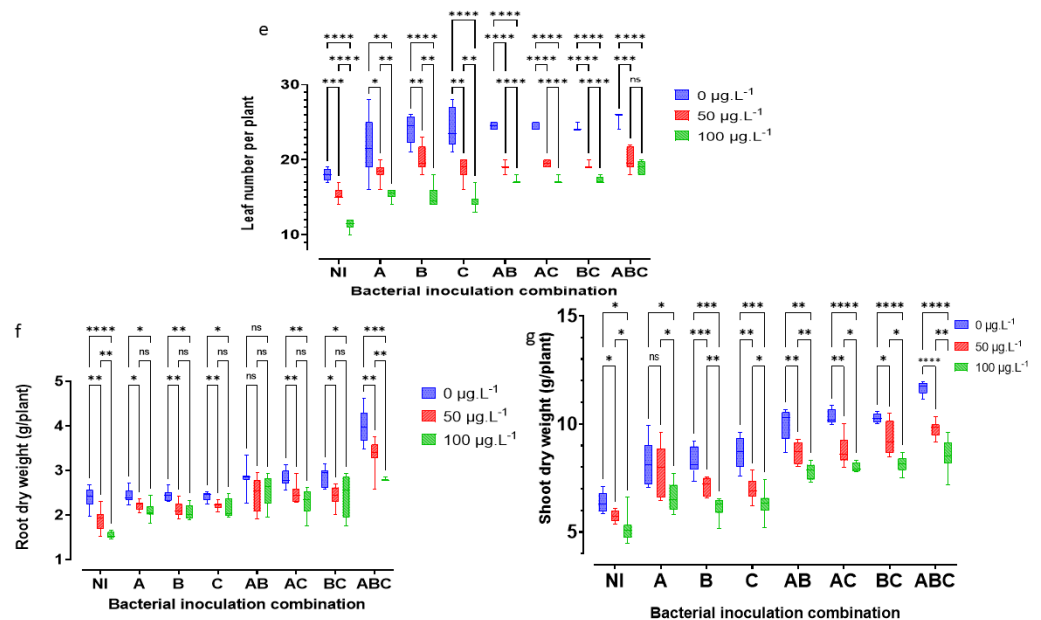 e
**** ****
**** ** **** **** **** **** ****
**** ** ** ** **** **** ***
*** * ** ** **** **** **** ns
Leaf number per plant
30
20
10
NI A B C AB AC BC ABC
Bacterial inoculation combination
0 µg.L⁻¹
50 µg.L⁻¹
100 µg.L⁻¹
f
**** * ** * ns ** * ***
** ns ns ns ns ns ns **
** * ** ** ns ** * **
Root dry weight (g/plant)
5
4
3
2
1
NI A B C AB AC BC ABC
Bacterial inoculation combination
0 µg.L⁻¹
50 µg.L⁻¹
100 µg.L⁻¹
g
* * *** *** ** **** **** ****
* * *** ** ** * * **
* ns ** * ** ** * ****
Shoot dry weight (g/plant)
15
10
5
NI A B C AB AC BC ABC
Bacterial inoculation combination
0 µg.L⁻¹
50 µg.L⁻¹
100 µg.L⁻¹